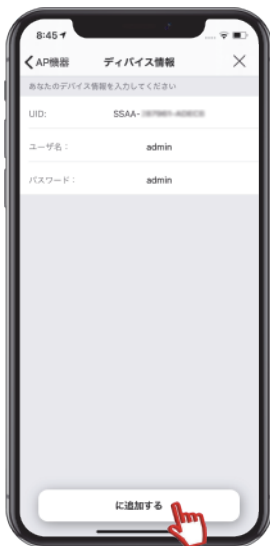 8:45
AP機器 ディバイス情報
あなたのデバイス情報を入力してください
UID: SSAA-
ユーザ名： admin
パスワード： admin
に追加する